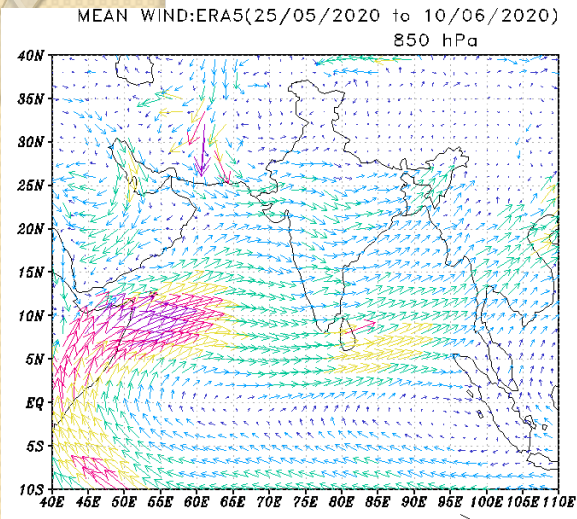 MEAN WIND:ERA5(25/05/2020 to 10/06/2020)
850 hPa
40N
35N
30N
25N
20N
15N
10N
5N
EQ
5S
10S
40E 45E 50E 55E 60E 65E 70E 75E 80E 85E 90E 95E 100E 105E 110E